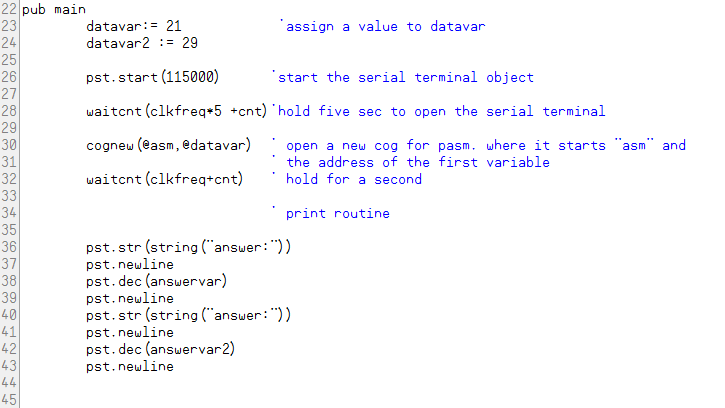 22 pub main
23 datavar:= 21 'assign a value to datavar
24 datavar2 := 29
25
26 pst.start(115000) 'start the serial terminal object
27
28 waitcnt(clkfreq*5 +cnt)'hold five sec to open the serial terminal
29
30 cognew(@asm,@datavar) ' open a new cog for pasm. where it starts "asm" and
31 ' the address of the first variable
32 waitcnt(clkfreq+cnt) ' hold for a second
33
34 ' print routine
35
36 pst.str(string("answer:"))
37 pst.newline
38 pst.dec(answervar)
39 pst.newline
40 pst.str(string("answer:"))
41 pst.newline
42 pst.dec(answervar2)
43 pst.newline
44
45